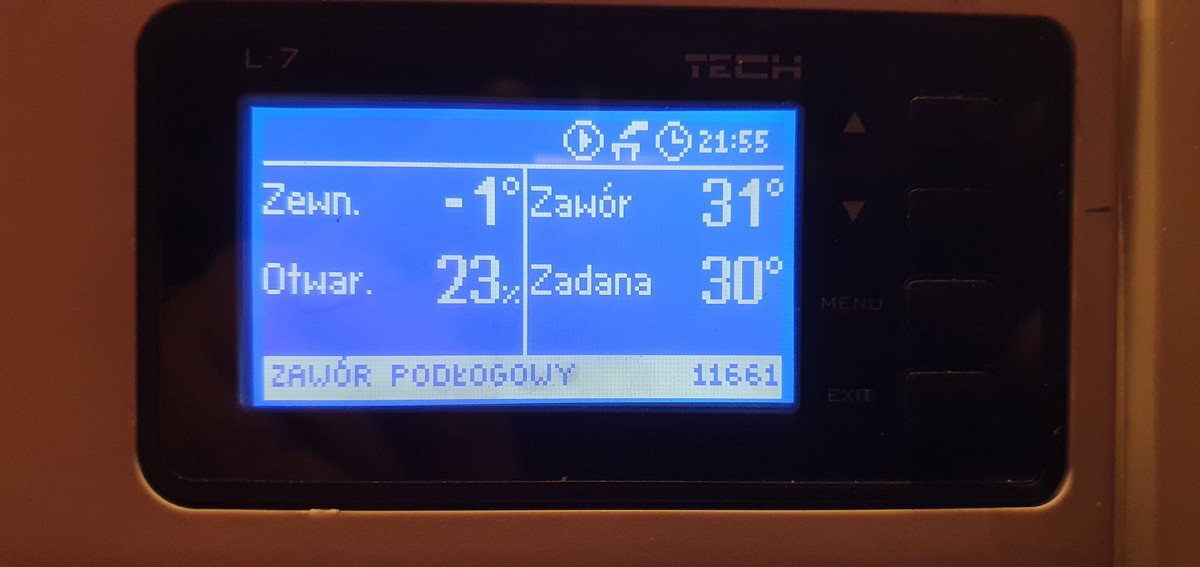 L-7 TECH
21:55
Zewn. -1° Zawór 31°
Otwar. 23% Zadana 30°
MENU
ZAWÓR PODŁOGOWY 11661
EXIT